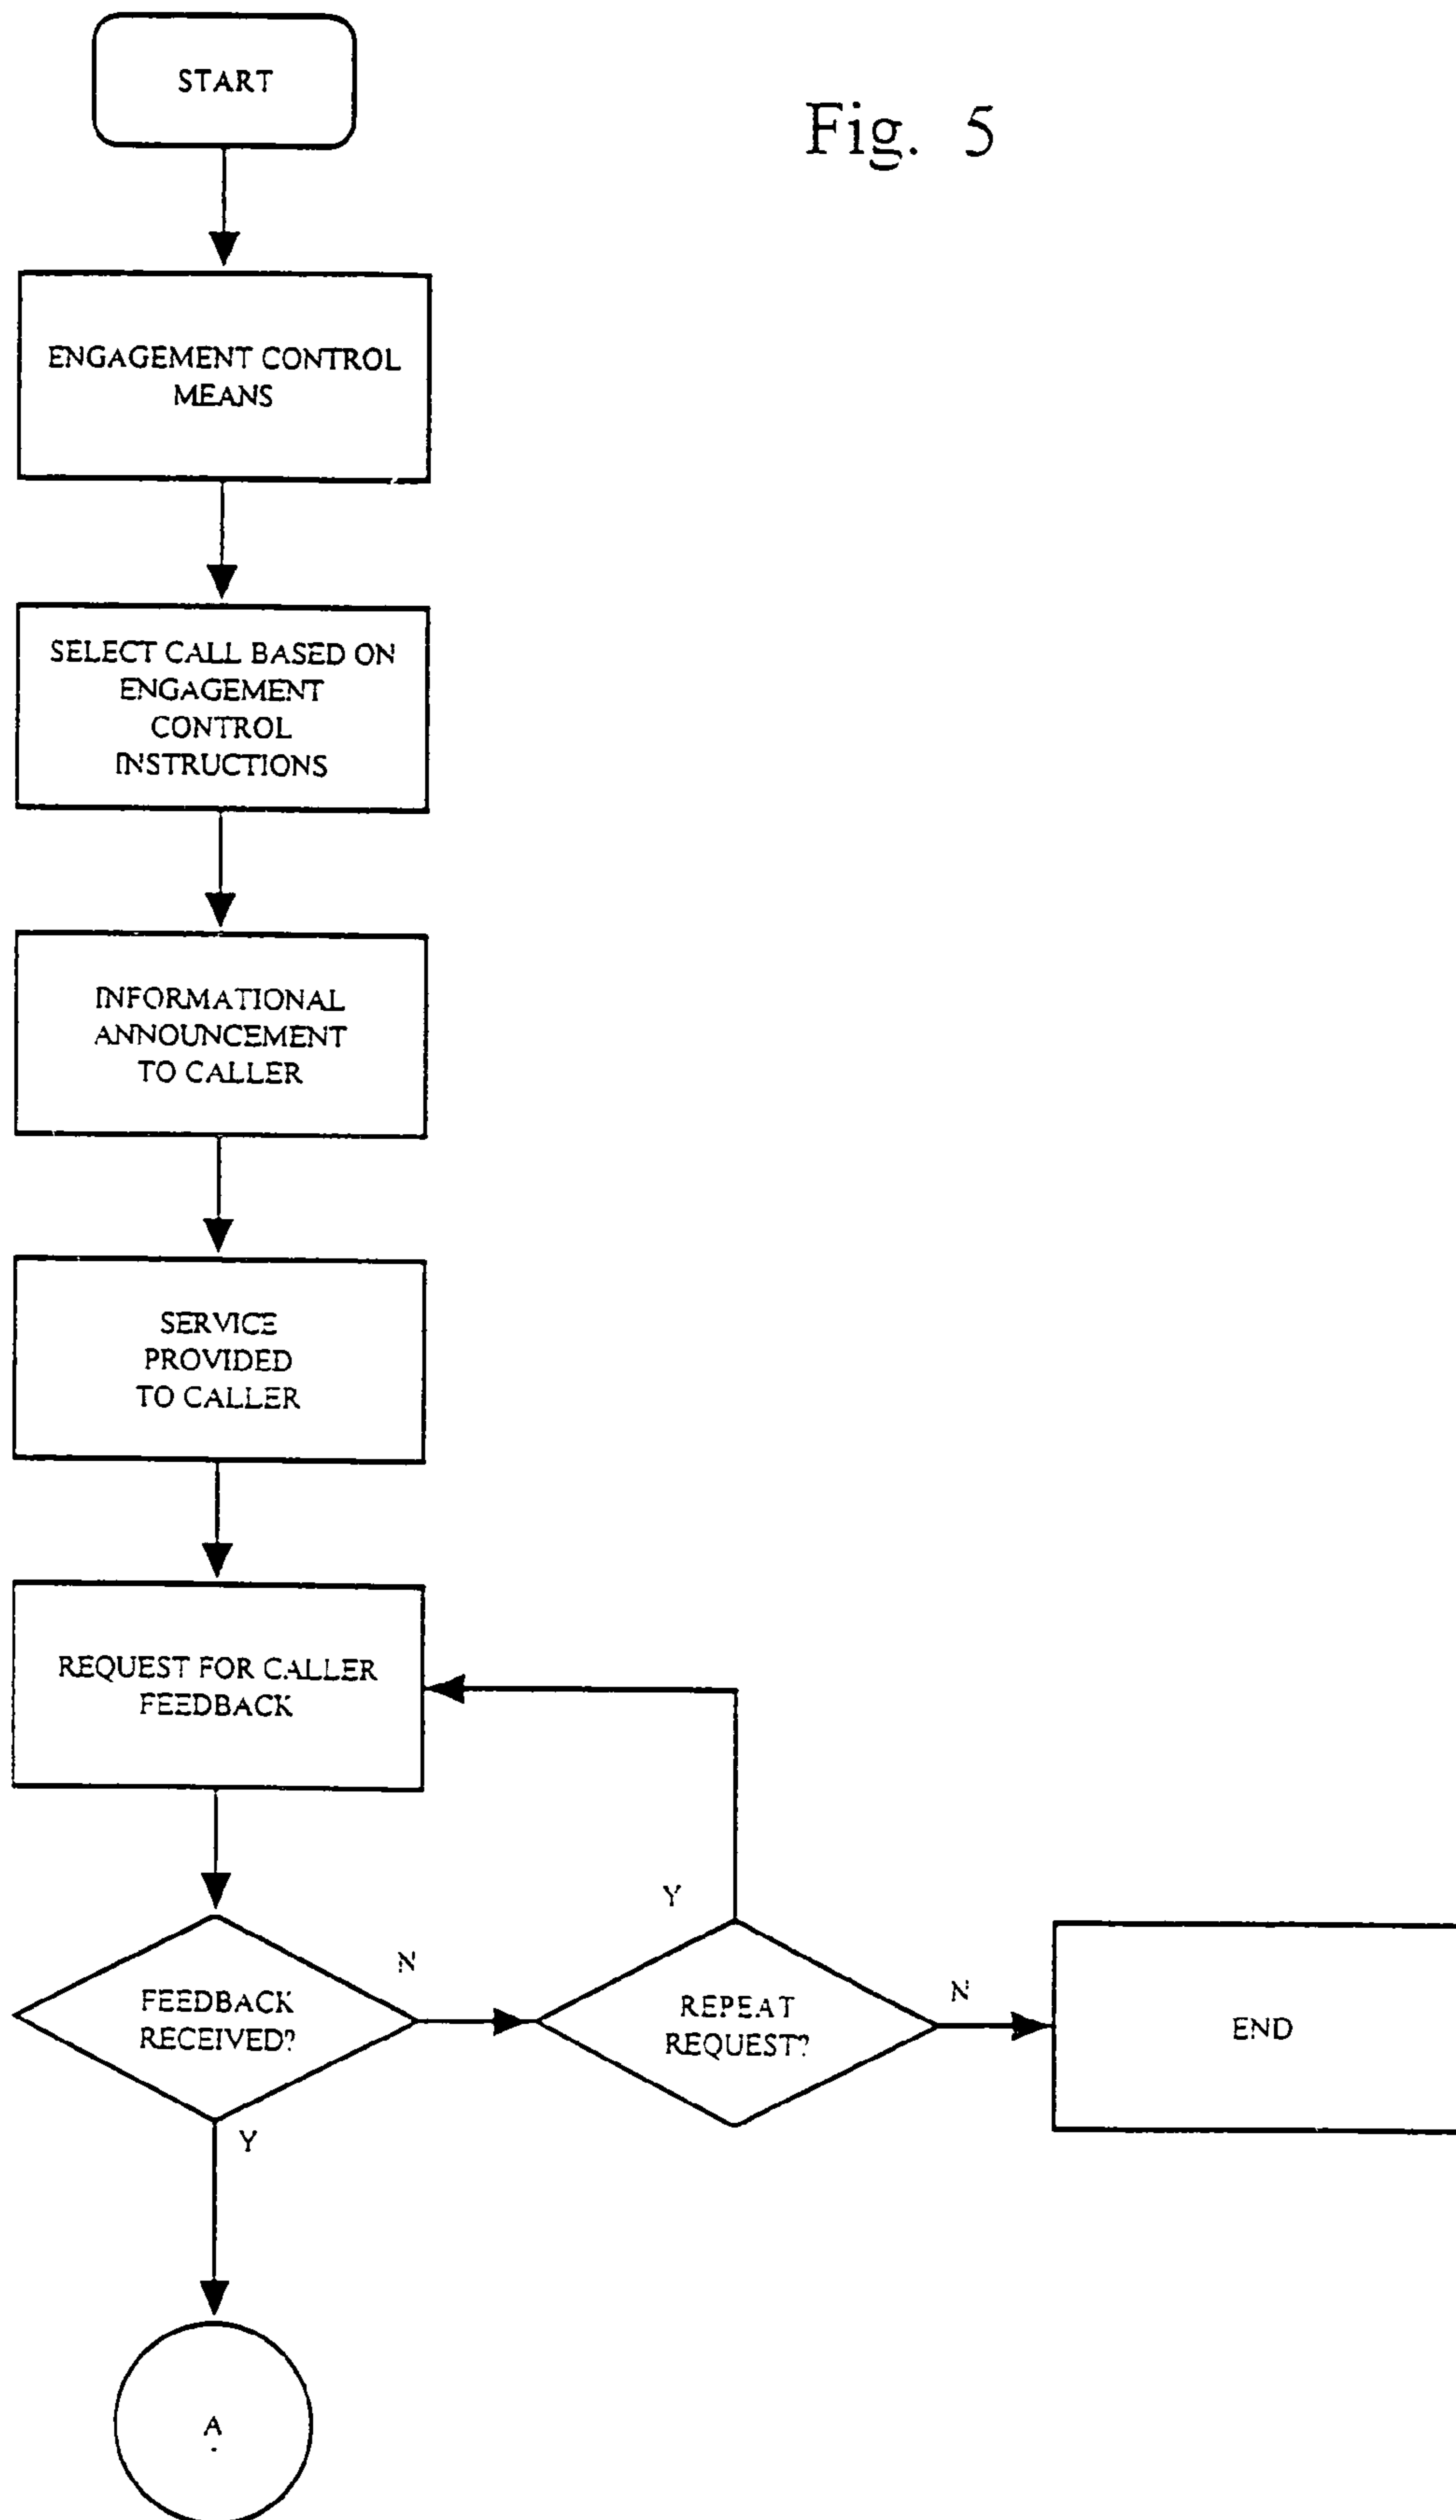 START
Fig. 5
ENGAGEMENT CONTROL
MEANS
SELECT CALL BASED ON
ENGAGEMENT
CONTROL
INSTRUCTIONS
INFORMATIONAL
ANNOUNCEMENT
TO CALLER
SERVICE
PROVIDED
TO CALLER
REQUEST FOR CALLER
FEEDBACK
Y
N
FEEDBACK
RECEIVED?
REPEAT
REQUEST?
N
END
Y
A